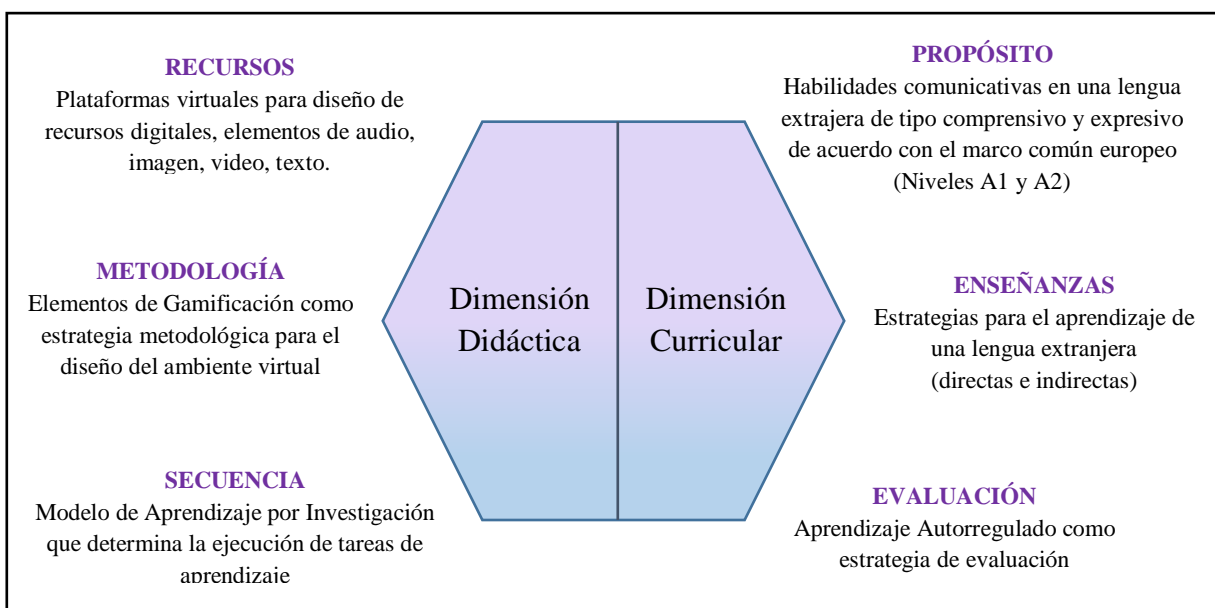 RECURSOS
Plataformas virtuales para diseño de
recursos digitales, elementos de audio,
imagen, video, texto.
METODOLOGÍA
Elementos de Gamificación como
estrategia metodológica para el
diseño del ambiente virtual
SECUENCIA
Modelo de Aprendizaje por Investigación
que determina la ejecución de tareas de
aprendizaje
Dimensión
Didáctica
Dimensión
Curricular
PROPÓSITO
Habilidades comunicativas en una lengua
extrajera de tipo comprensivo y expresivo
de acuerdo con el marco común europeo
(Niveles A1 y A2)
ENSEÑANZAS
Estrategias para el aprendizaje de
una lengua extranjera
(directas e indirectas)
EVALUACIÓN
Aprendizaje Autorregulado como
estrategia de evaluación